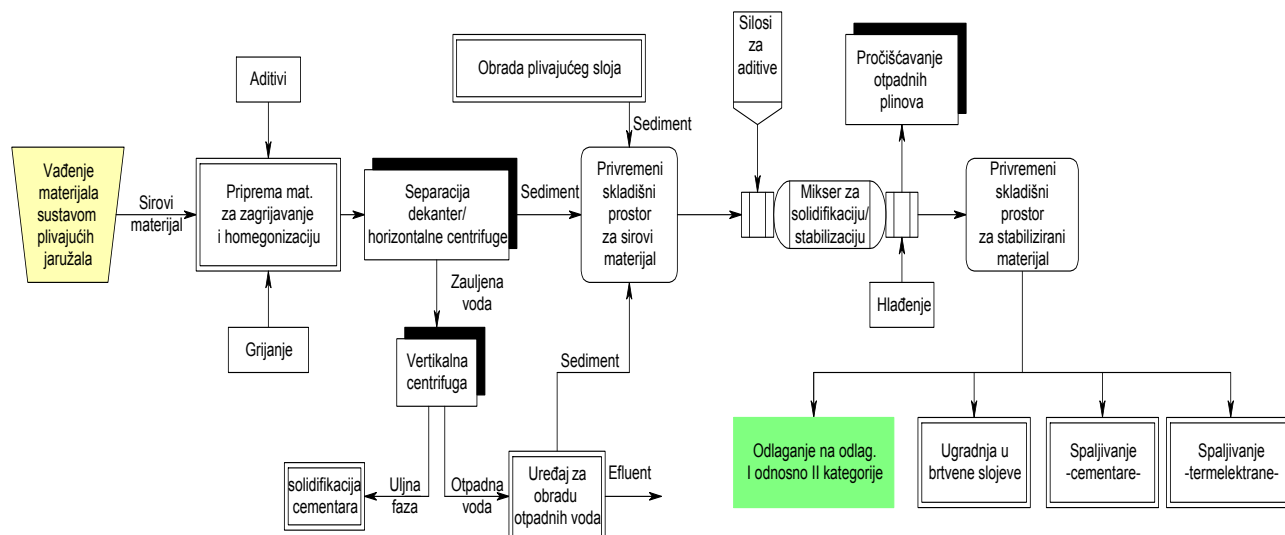 Silosi
za
aditive
Pročišćavanje
otpadnih
plinova
Obrada plivajućeg sloja
Aditivi
Sediment
Vađenje
materijala
sustavom
plivajućih
jaružala
Sirovi
materijal
Priprema mat.
za zagrijavanje
i homegonizaciju
Separacija
dekanter/
horizontalne centrifuge
Sediment
Privremeni
skladišni
prostor
za sirovi
materijal
Mikser za
solidifikaciju/
stabilizaciju
Privremeni
skladišni
prostor
za stabilizirani
materijal
Zauljena
voda
Hlađenje
Grijanje
Vertikalna
centrifuga
Sediment
Odlaganje na odlag.
I odnosno II kategorije
Ugradnja u
brtvene slojeve
Spaljivanje
-cementare-
Spaljivanje
-termelektrane-
solidifikacija
cementara
Uljna
faza
Otpadna
voda
Uređaj za
obradu
otpadnih voda
Efluent